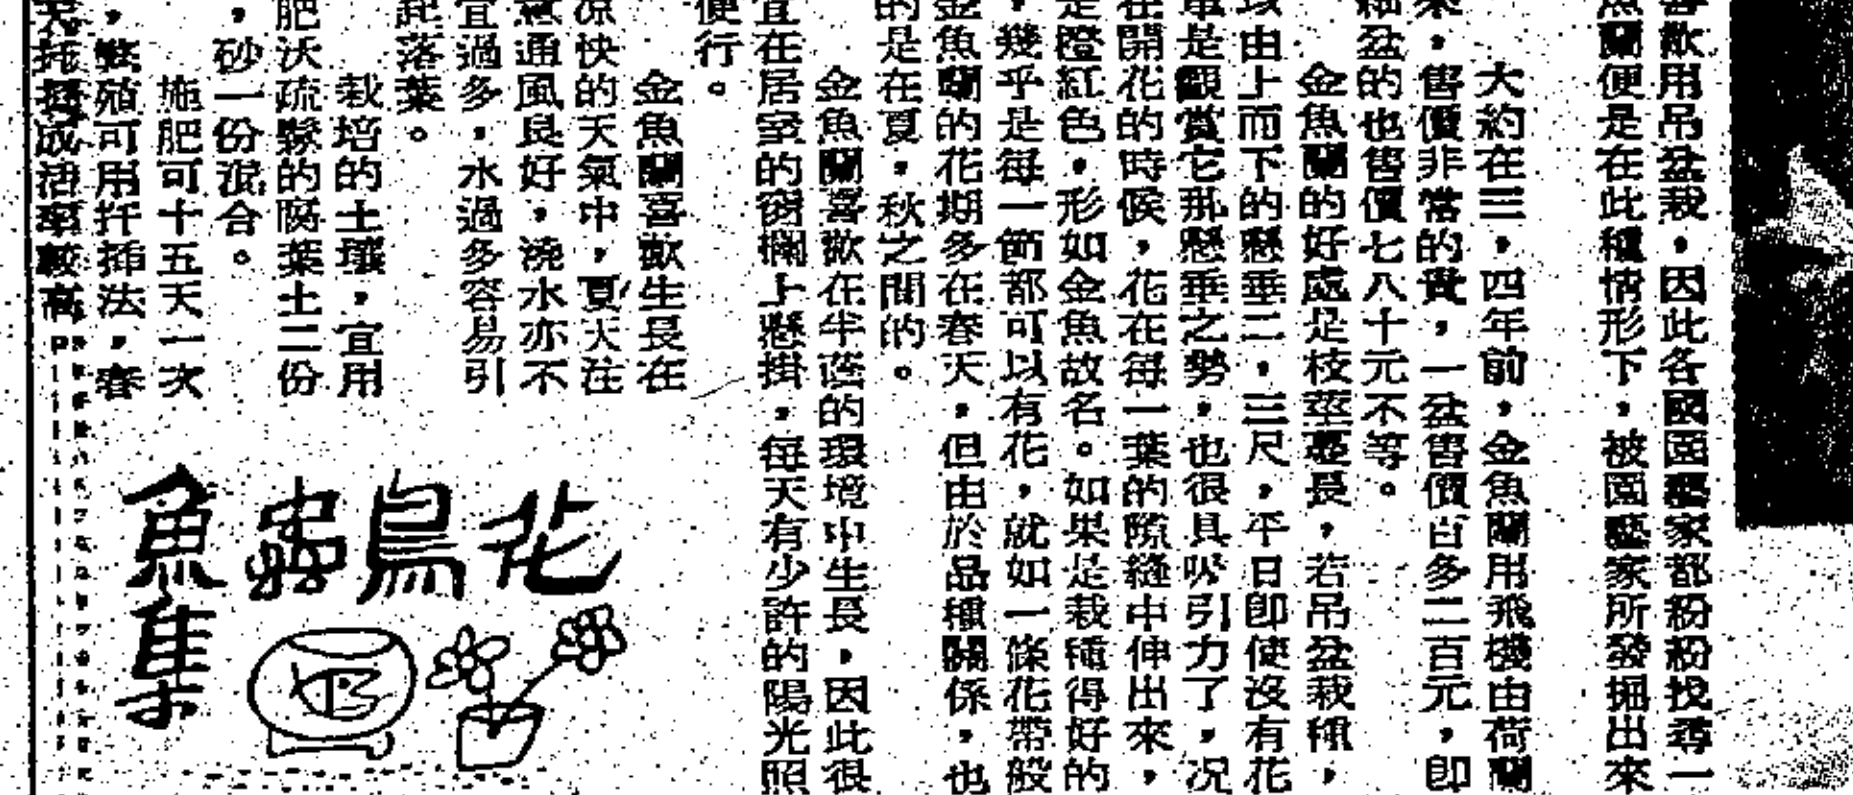 喜歡用吊盆栽，因此各國園藝家都紛紛找尋一
魚蘭便是在此種情形下，被園藝家所發掘出來
大約在三，四年前，金魚蘭用飛機由荷蘭
來，售價非常的貴，一盆售價百多二百元，即
細盆的也售價七八十元不等。
金魚蘭的好處是枝莖蔓長，若吊盆栽種，
以由上而下的懸垂二，三尺，平日即使沒有花
單是觀賞它那懸垂之勢，也很具吸引力了，况
在開花的時候，花在每一葉的隙縫中伸出來，
是橙紅色，形如金魚故名。如果是栽種得好的
，幾乎是每一節都可以有花，就如一條花帶般
金魚蘭的花期多在春天，但由於品種關係，也
的是在夏，秋之間的。
金魚蘭喜歡在半蔭的環境中生長，因此很
宜在居室的窗欄上懸掛，每天有少許的陽光照
便行。
金魚蘭喜歡生長在
凉快的天氣中，夏天注
意通風良好，澆水亦不
宜過多，水過多容易引
起落葉。
栽培的土壤，宜用
肥沃疏鬆的腐葉土二份
，砂一份混合。
施肥可十五天一次
，繁殖可用扦插法，春
天扦插成活率較高。
花鳥蟲魚集